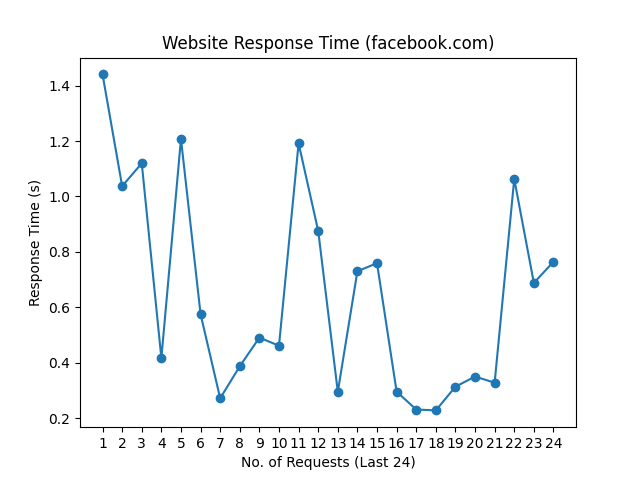 Website Response Time (facebook.com)
1.4
1.2
1.0
0.8
0.6
0.4
0.2
Response Time (s)
1 2 3 4 5 6 7 8 9 10 11 12 13 14 15 16 17 18 19 20 21 22 23 24
No. of Requests (Last 24)